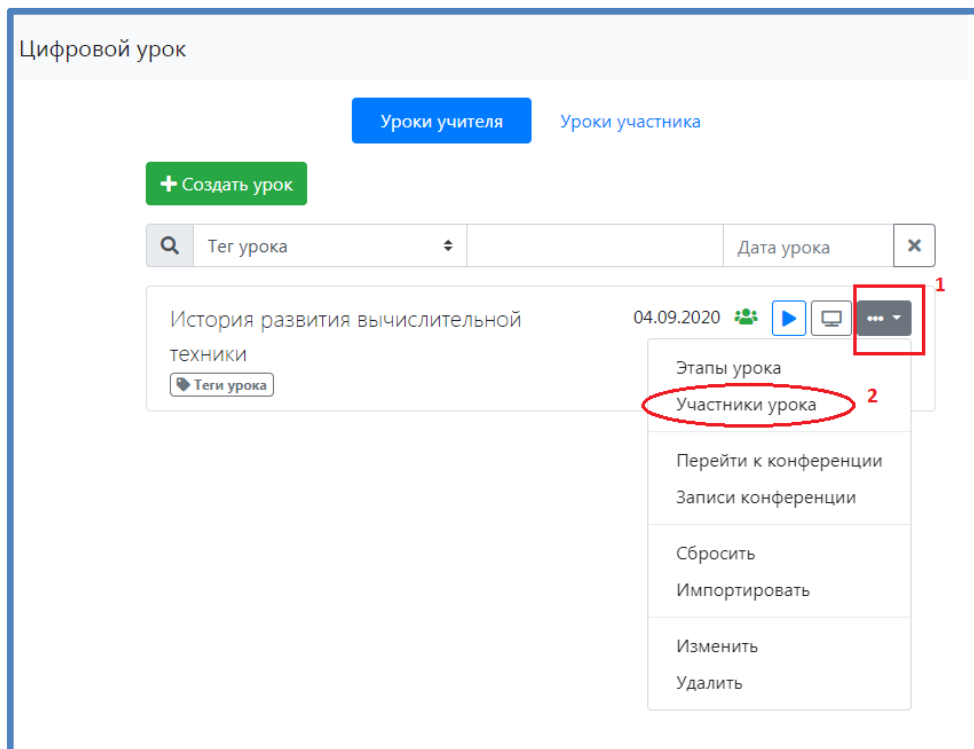 Цифровой урок
Уроки учителя Уроки участника
Создать урок
Тег урока Дата урока
1
История развития вычислительной 04.09.2020
техники
Теги урока
Этапы урока
Участники урока 2
Перейти к конференции
Записи конференции
Сбросить
Импортировать
Изменить
Удалить